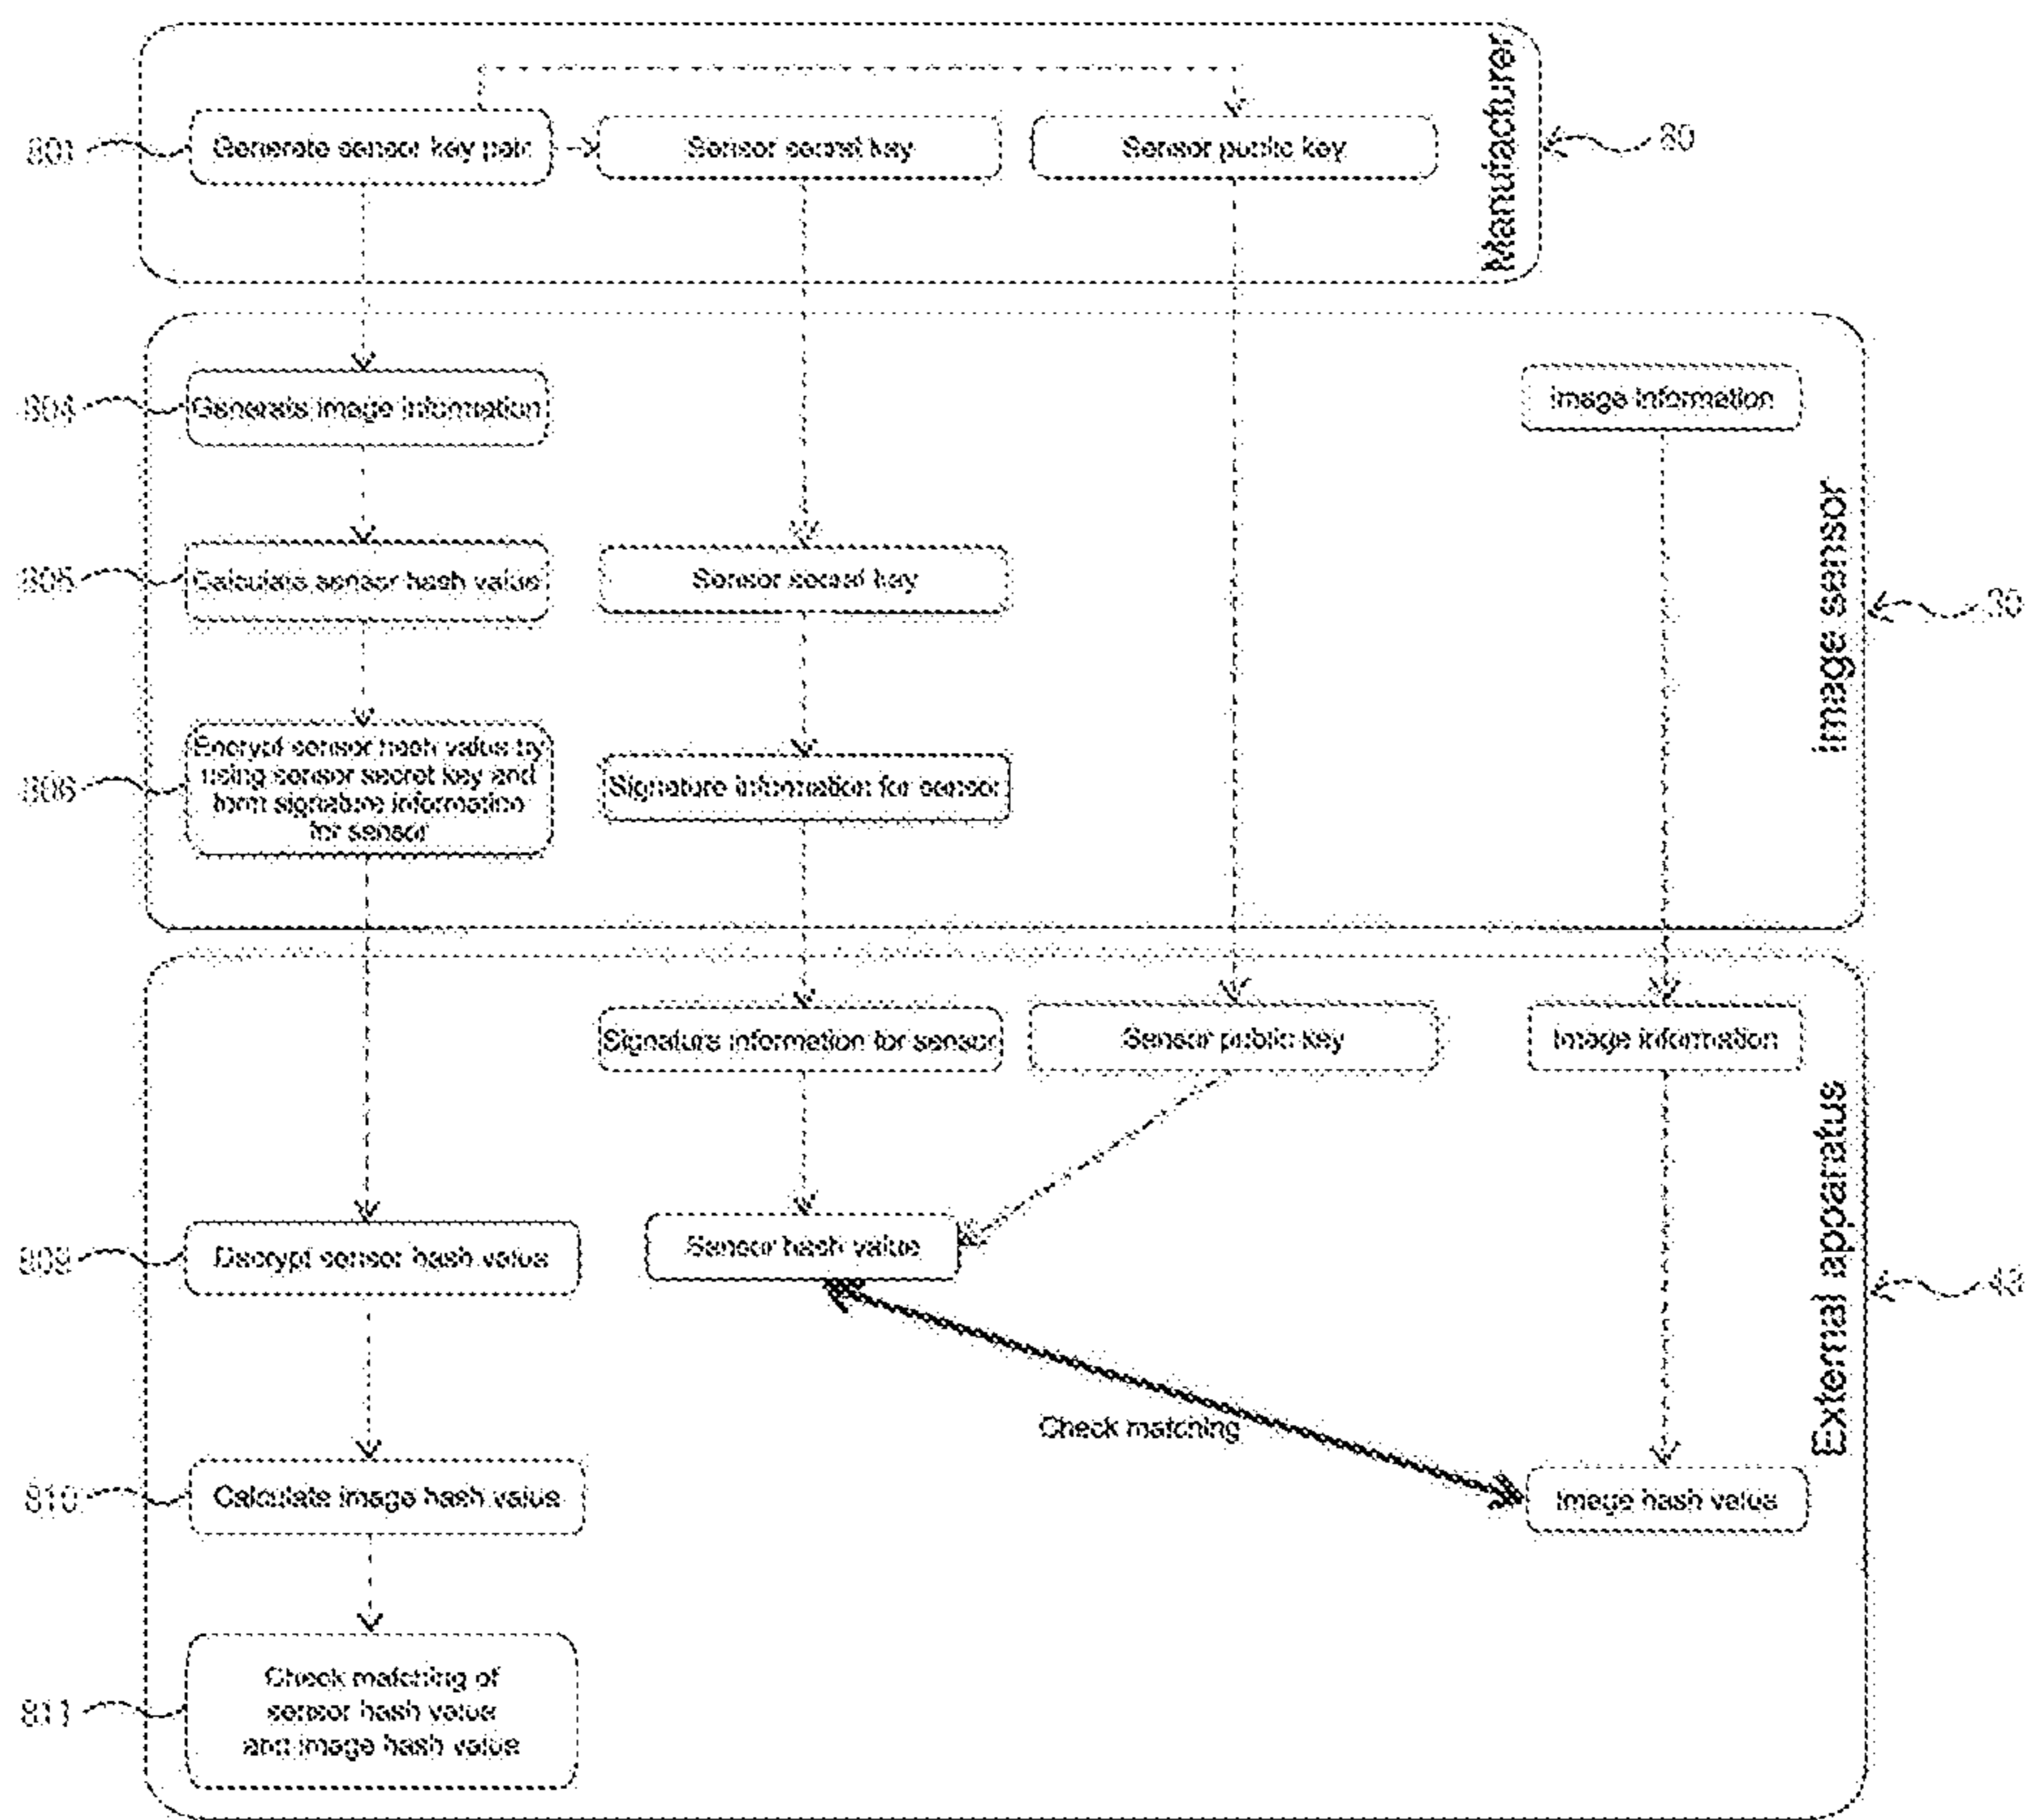 801
Generate sensor key pair
Sensor secret key
Sensor public key
Manufacturer
80
804
Generate image information
Image information
805
Calculate sensor hash value
Sensor secret key
Image sensor
30
806
Encrypt sensor hash value by
using sensor secret key and
form signature information
for sensor
Signature information for sensor
Signature information for sensor
Sensor public key
Image information
809
Decrypt sensor hash value
Sensor hash value
External apparatus
43
Check matching
810
Calculate image hash value
Image hash value
811
Check matching of
sensor hash value
and image hash value